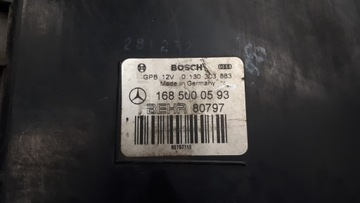 BOSCH
GPB 12V 0 130 303 883
Made in Germany
168 500 05 93
BEHR 80797